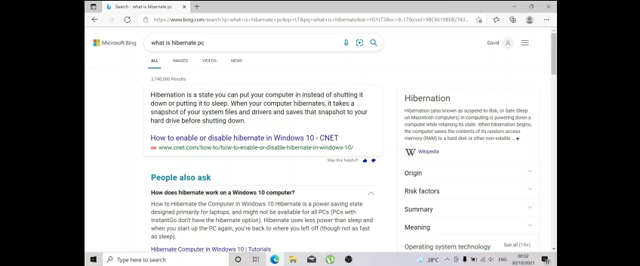 Search - what is hibernate pc
Microsoft Bing
what is hibernate pc
David
ALL IMAGES VIDEOS NEWS
2,740,000 Results
Hibernation is a state you can put your computer in instead of shutting it
down or putting it to sleep. When your computer hibernates, it takes a
snapshot of your system files and drivers and saves that snapshot to your
hard drive before shutting down.
How to enable or disable hibernate in Windows 10 - CNET
www.cnet.com/how-to/how-to-enable-or-disable-hibernate-in-windows-10/
Was this helpful?
People also ask
How does hibernate work on a Windows 10 computer?
How to Hibernate the Computer in Windows 10 Hibernate is a power-saving state
designed primarily for laptops, and might not be available for all PCs (PCs with
InstantGo don't have the hibernate option). Hibernate uses less power than sleep and
when you start up the PC again, you're back to where you left off (though not as
fast as sleep).
Hibernate Computer in Windows 10 | Tutorials
Hibernation
Hibernation (also known as suspend to disk, or Safe Sleep
on Macintosh computers) in computing is powering down a
computer while retaining its state. When hibernation begins,
the computer saves the contents of its random access
memory (RAM) to a hard disk or other non-volatile ...
Wikipedia
Origin
Risk factors
Summary
Meaning
Operating system technology
See all (15+)
Type here to search
28°C
ENG
00:32
30/10/2021